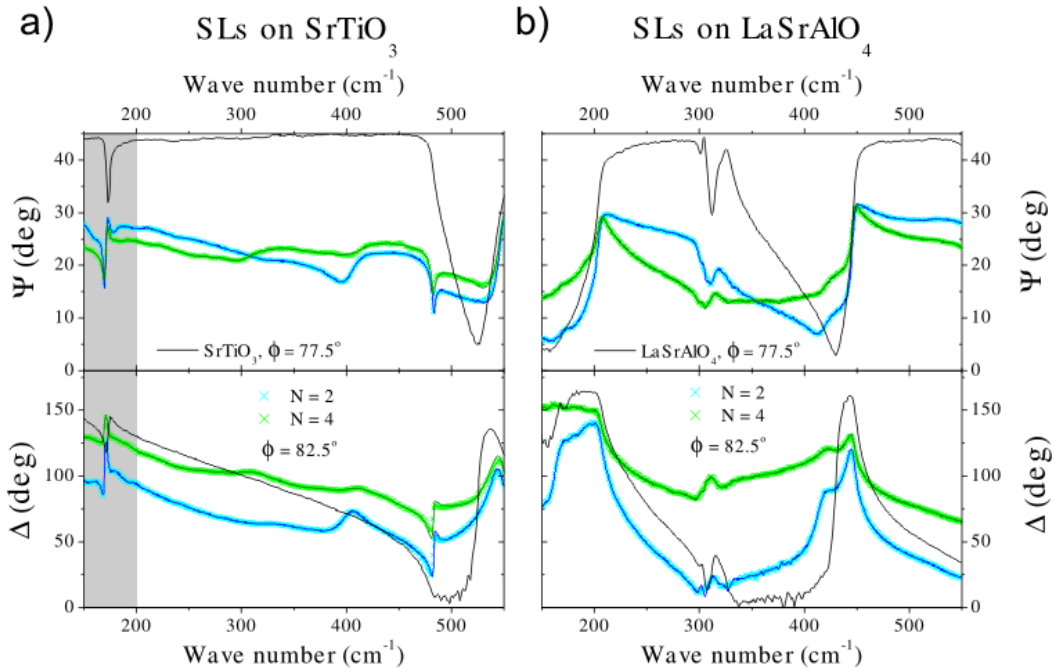 a) SLs on SrTiO3
b) SLs on LaSrAlO4
Wave number (cm-1)
Wave number (cm-1)
200 300 400 500
200 300 400 500
Ψ (deg)
40
30
20
10
0
SrTiO3, ϕ = 77.5°
LaSrAlO4, ϕ = 77.5°
40
30
20
10
0
Ψ (deg)
Δ (deg)
150
100
50
0
N = 2
N = 4
ϕ = 82.5°
N = 2
N = 4
ϕ = 82.5°
150
100
50
0
Δ (deg)
200 300 400 500
200 300 400 500
Wave number (cm-1)
Wave number (cm-1)